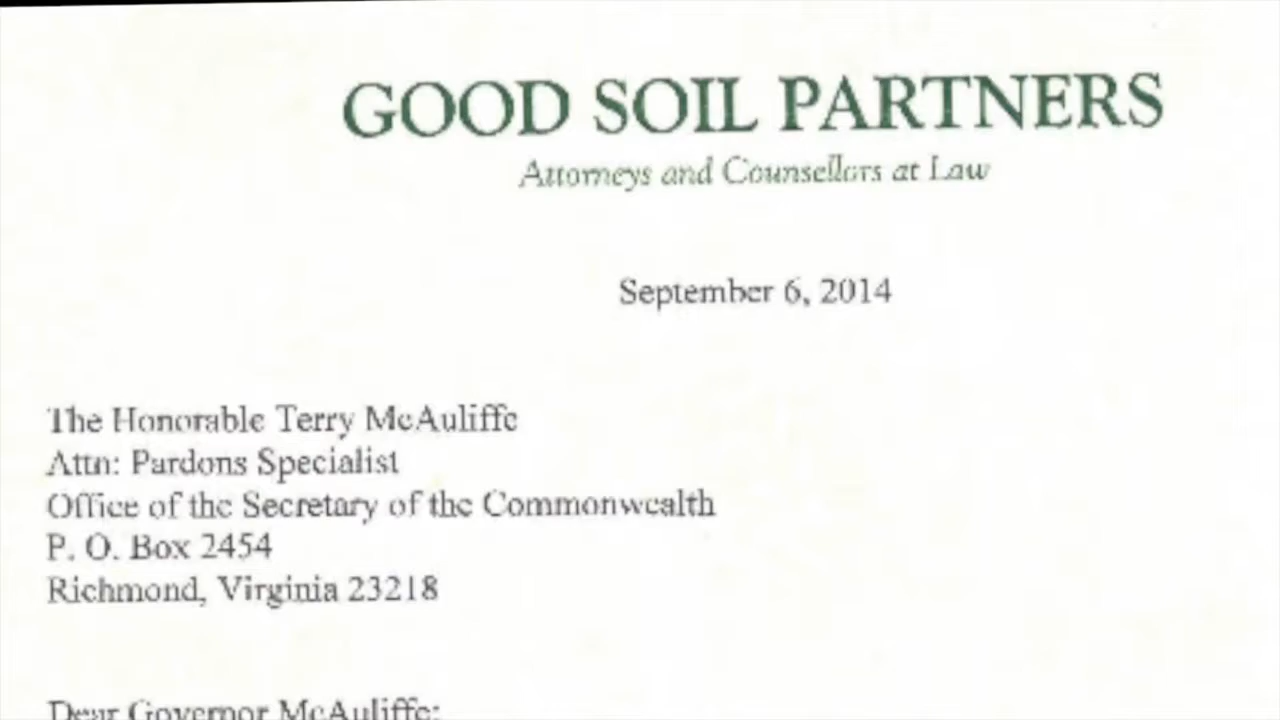 GOOD SOIL PARTNERS
Attorneys and Counsellors at Law
September 6, 2014
The Honorable Terry McAuliffe
Attn: Pardons Specialist
Office of the Secretary of the Commonwealth
P. O. Box 2454
Richmond, Virginia 23218
Dear Governor McAuliffe: